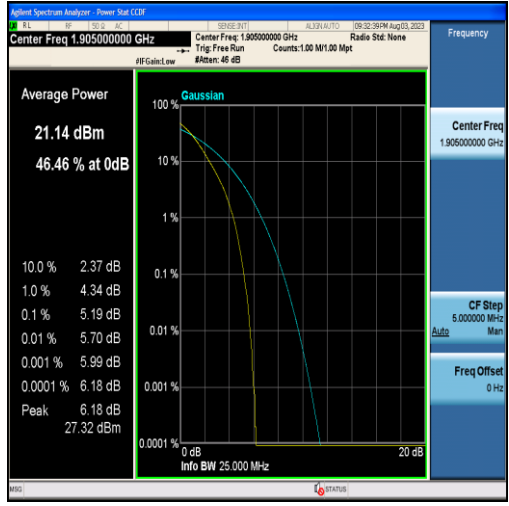 Agilent Spectrum Analyzer - Power Stat CCDF
RL RF 50 Ω AC SENSE:INT ALIGN AUTO 09:32:39 PM Aug 03, 2023
Center Freq 1.905000000 GHz
Center Freq: 1.905000000 GHz
Radio Std: None
Trig: Free Run
Counts:1.00 M/1.00 Mpt
#IFGain:Low
#Atten: 46 dB
Frequency
Average Power
21.14 dBm
46.46 % at 0dB
10.0 % 2.37 dB
1.0 % 4.34 dB
0.1 % 5.19 dB
0.01 % 5.70 dB
0.001 % 5.99 dB
0.0001 % 6.18 dB
Peak 6.18 dB
27.32 dBm
Gaussian
100 %
10 %
1 %
0.1 %
0.01 %
0.001 %
0.0001 %
0 dB
20 dB
Info BW 25.000 MHz
Center Freq
1.905000000 GHz
CF Step
5.000000 MHz
Auto Man
Freq Offset
0 Hz
MSG
STATUS